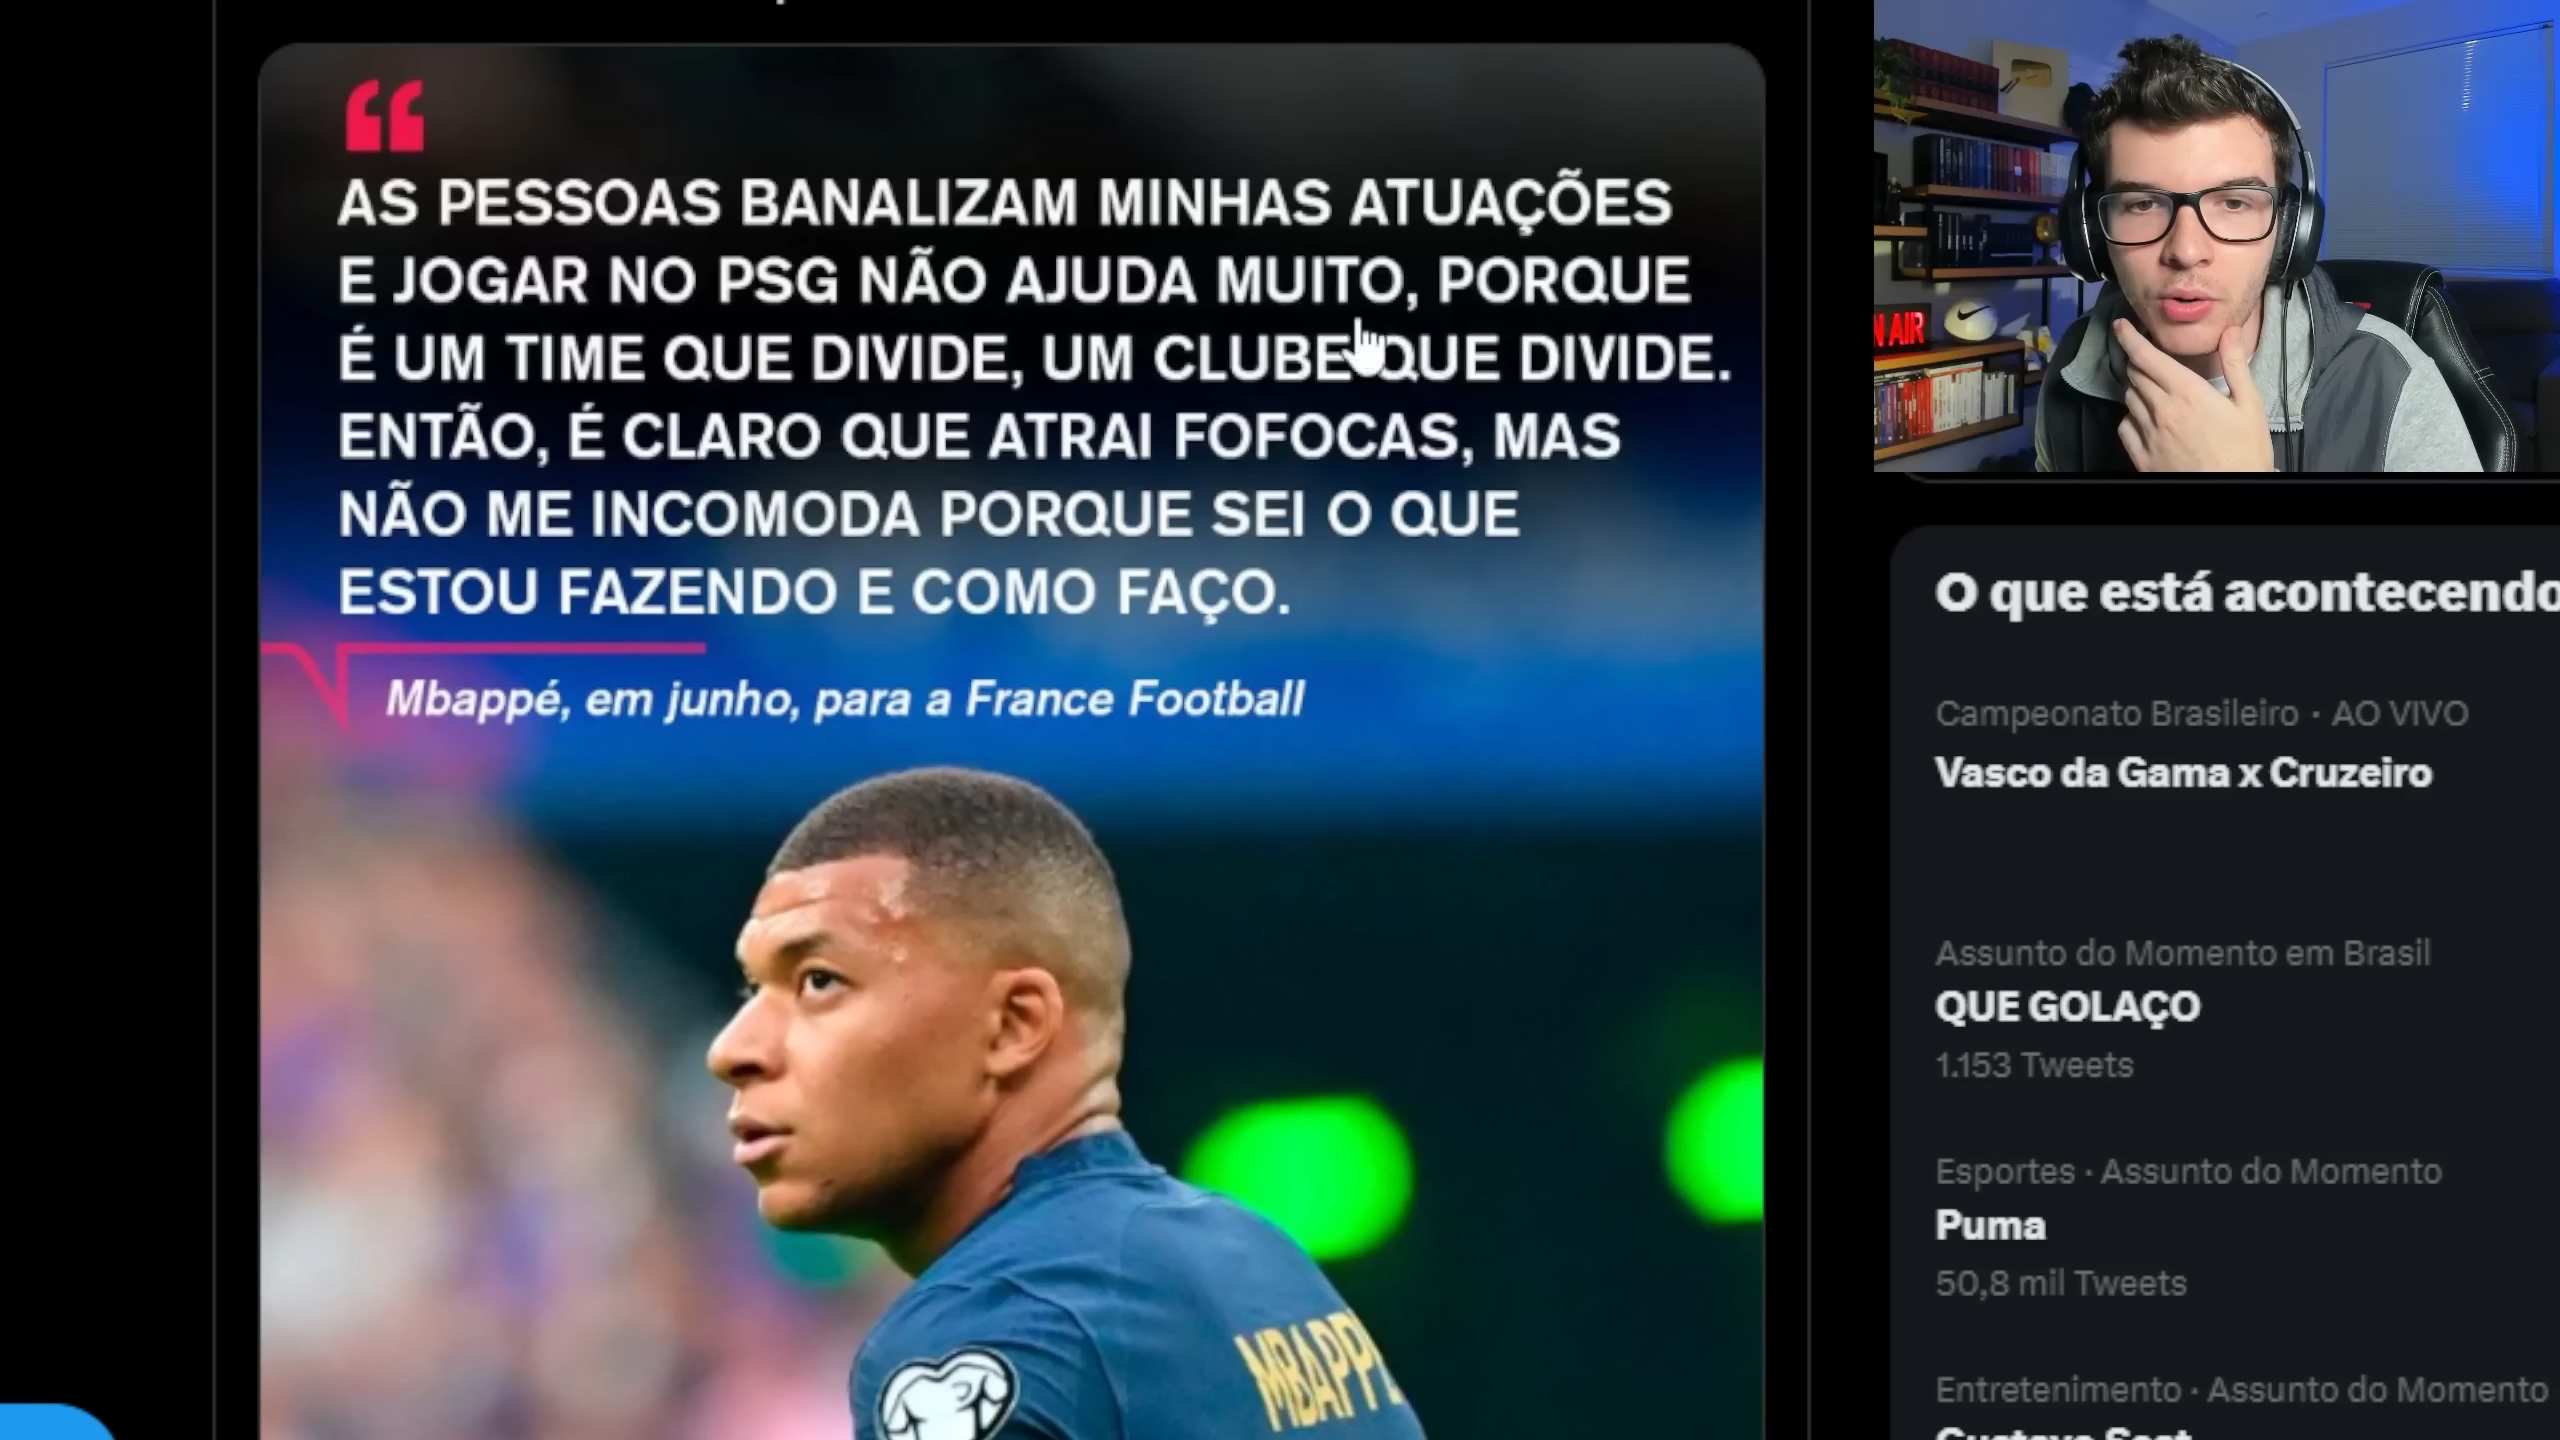 AS PESSOAS BANALIZAM MINHAS ATUAÇÕES
E JOGAR NO PSG NÃO AJUDA MUITO, PORQUE
É UM TIME QUE DIVIDE, UM CLUBE QUE DIVIDE.
ENTÃO, É CLARO QUE ATRAI FOFOCAS, MAS
NÃO ME INCOMODA PORQUE SEI O QUE
ESTOU FAZENDO E COMO FAÇO.
Mbappé, em junho, para a France Football
MBAPPÉ
N AIR
O que está acontecendo
Campeonato Brasileiro · AO VIVO
Vasco da Gama x Cruzeiro
Assunto do Momento em Brasil
QUE GOLAÇO
1.153 Tweets
Esportes · Assunto do Momento
Puma
50,8 mil Tweets
Entretenimento · Assunto do Momento